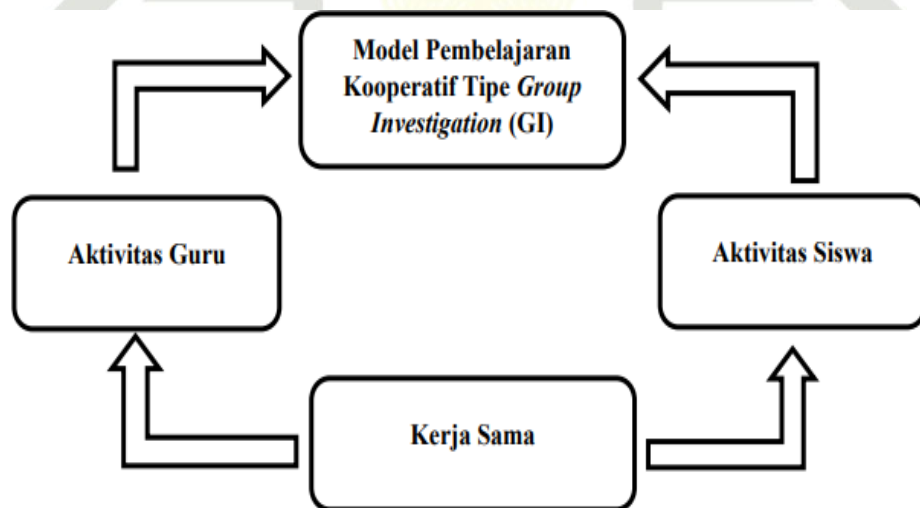 Model Pembelajaran
Kooperatif Tipe Group
Investigation (GI)
Aktivitas Guru
Aktivitas Siswa
Kerja Sama